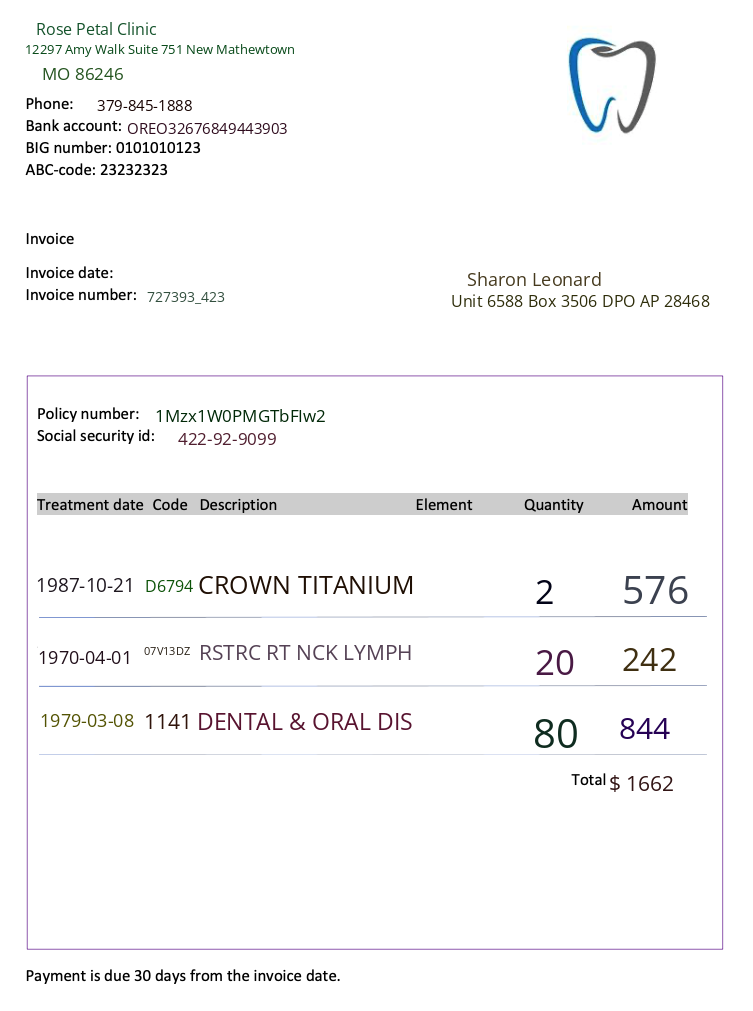 Rose Petal Clinic
12297 Amy Walk Suite 751 New Mathewtown
MO 86246
Phone: 379-845-1888
Bank account: OREO32676849443903
BIG number: 0101010123
ABC-code: 23232323
Invoice
Invoice date:
Invoice number: 727393_423
Sharon Leonard
Unit 6588 Box 3506 DPO AP 28468
Policy number: 1Mzx1W0PMGTbFIw2
Social security id: 422-92-9099
Treatment date Code Description Element Quantity Amount
1987-10-21 D6794 CROWN TITANIUM 2 576
1970-04-01 07V13DZ RSTRC RT NCK LYMPH 20 242
1979-03-08 1141 DENTAL & ORAL DIS 80 844
Total $ 1662
Payment is due 30 days from the invoice date.